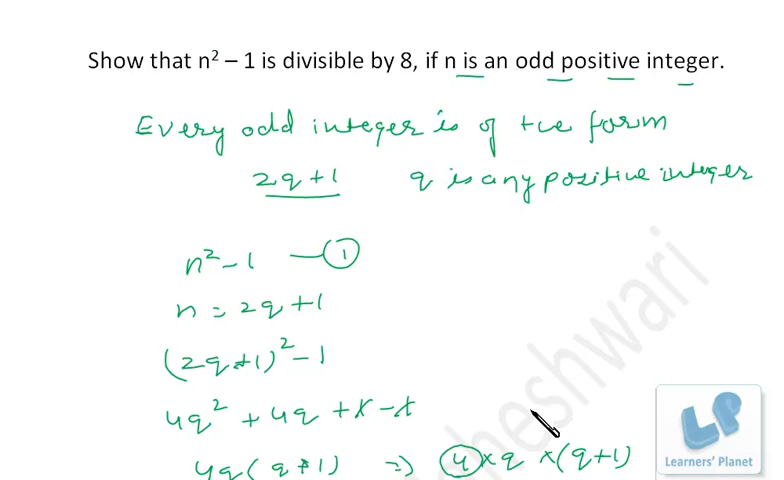 Show that n² – 1 is divisible by 8, if n is an odd positive integer.
Every odd integer is of the form
2q+1 q is any positive integer
n² – 1 — ①
n = 2q + 1
(2q+1)² – 1
4q² + 4q + 1 – 1
4q(q+1) => 4 × q × (q+1)
heshwari
LP
Learners' Planet